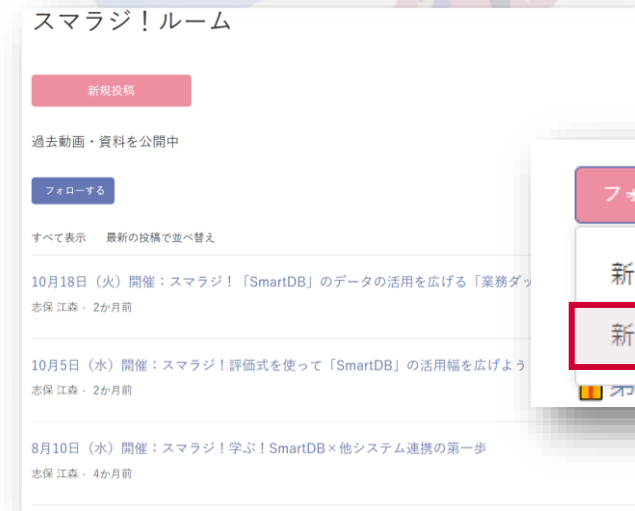 スマラジ！ルーム
新規投稿
過去動画・資料を公開中
フォローする
すべて表示 最新の投稿で並べ替え
10月18日（火）開催：スマラジ！「SmartDB」のデータの活用を広げる「業務ダッ
志保 江森 · 2か月前
10月5日（水）開催：スマラジ！評価式を使って「SmartDB」の活用幅を広げよう
志保 江森 · 2か月前
8月10日（水）開催：スマラジ！学ぶ！SmartDB×他システム連携の第一歩
志保 江森 · 4か月前
フォ
新
新